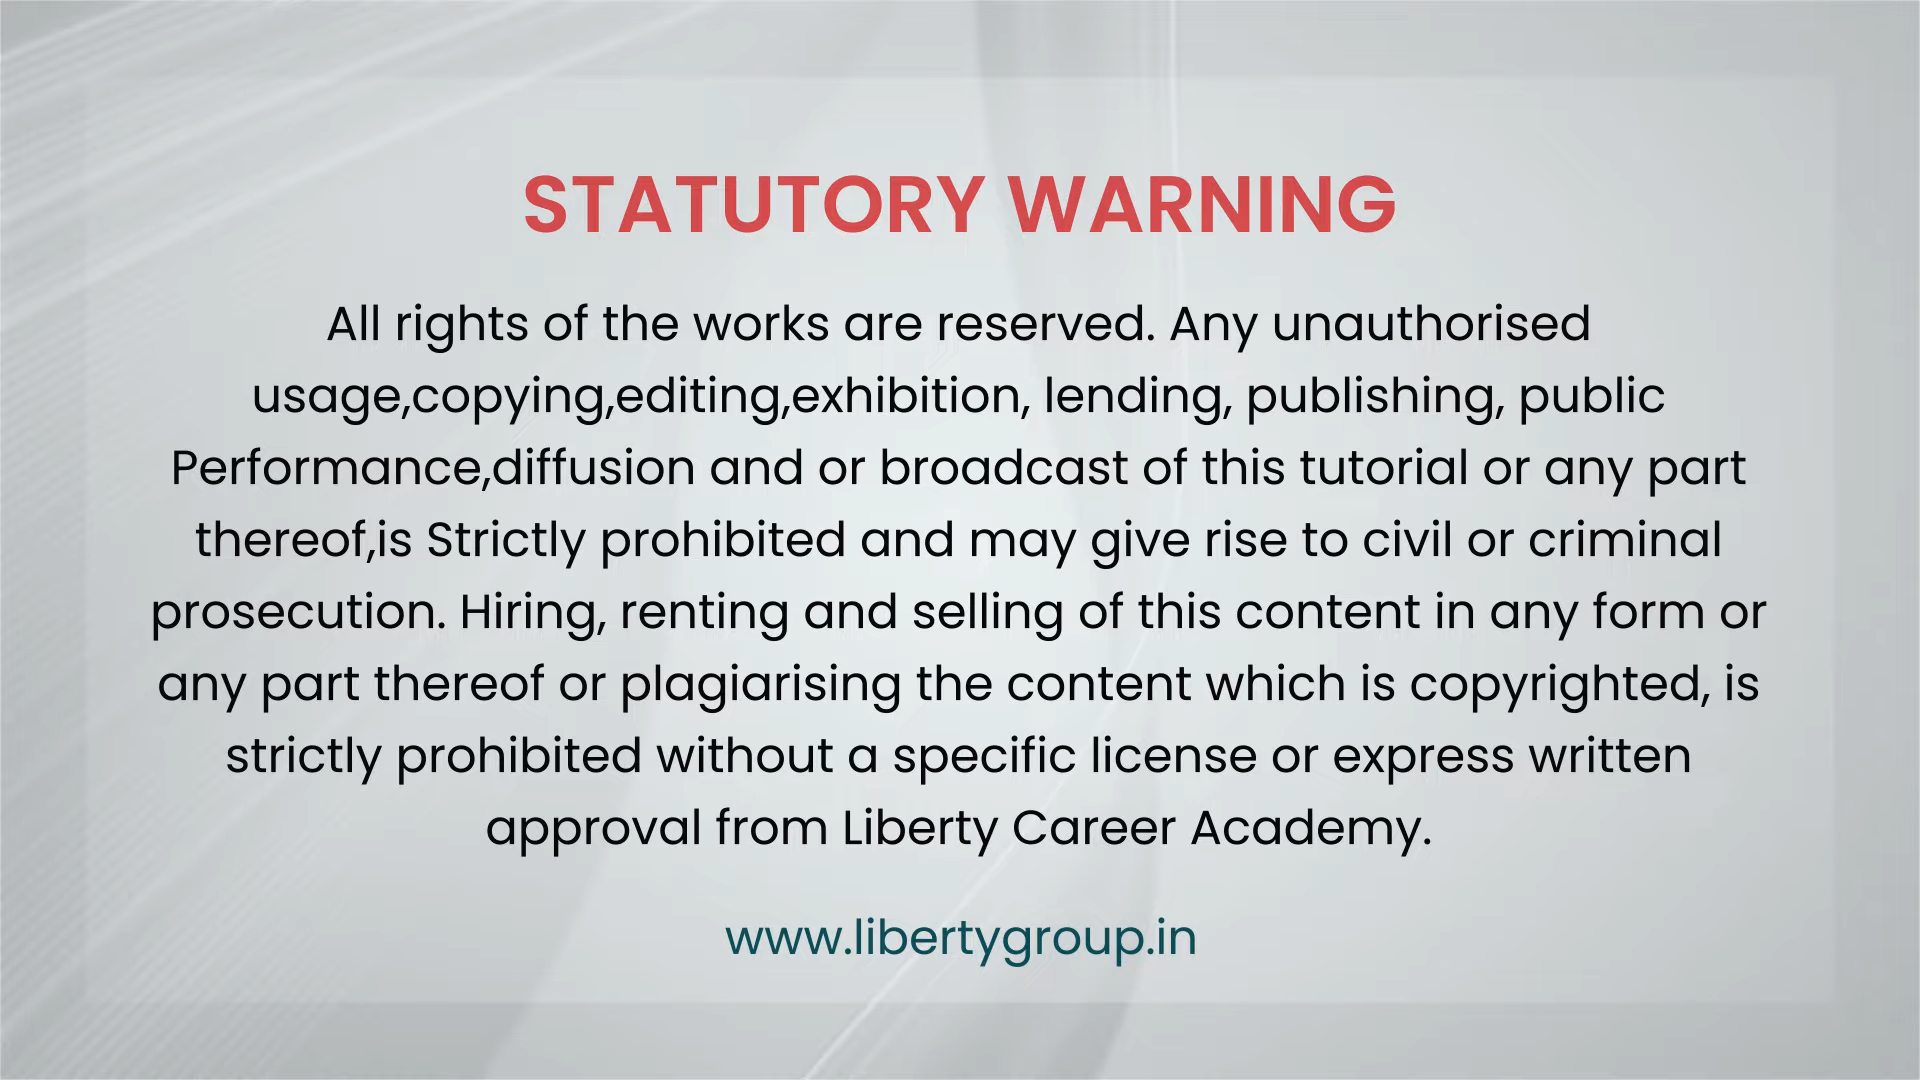 STATUTORY WARNING
All rights of the works are reserved. Any unauthorised
usage,copying,editing,exhibition, lending, publishing, public
Performance,diffusion and or broadcast of this tutorial or any part
thereof,is Strictly prohibited and may give rise to civil or criminal
prosecution. Hiring, renting and selling of this content in any form or
any part thereof or plagiarising the content which is copyrighted, is
strictly prohibited without a specific license or express written
approval from Liberty Career Academy.
www.libertygroup.in